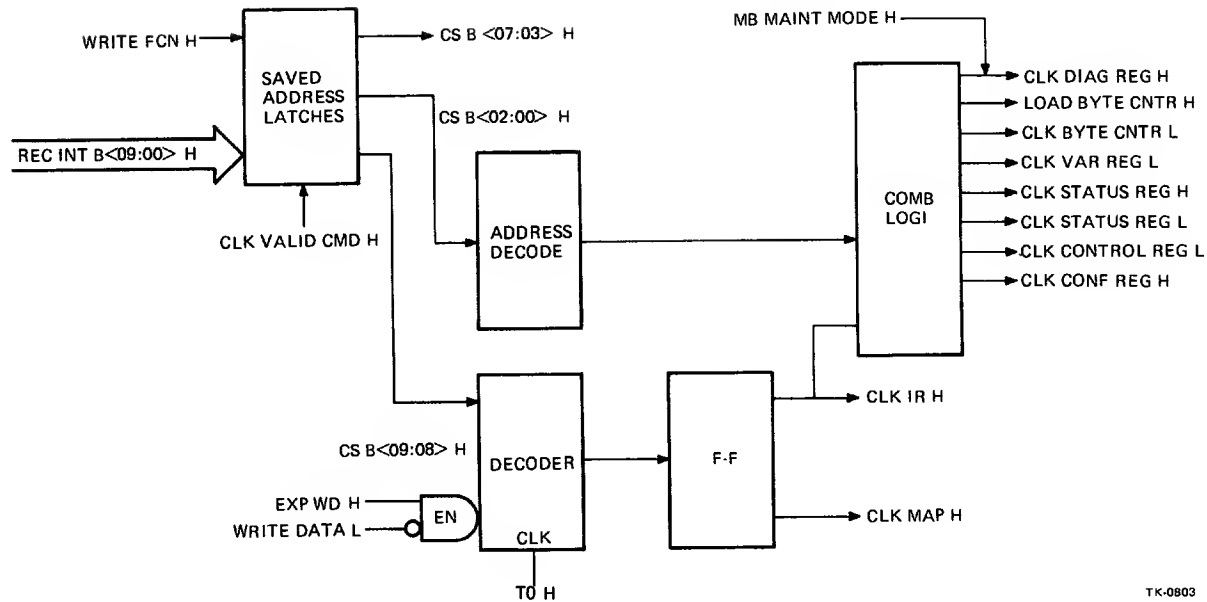 MB MAINT MODE H
WRITE FCN H
SAVED
ADDRESS
LATCHES
CS B <07:03> H
CLK DIAG REG H
LOAD BYTE CNTR H
CS B<02:00> H
CLK BYTE CNTR L
REC INT B<09:00> H
CLK VAR REG L
COMB
LOGI
CLK STATUS REG H
CLK STATUS REG L
CLK VALID CMD H
ADDRESS
DECODE
CLK CONTROL REG L
CLK CONF REG H
CLK IR H
CS B<09:08> H
DECODER
F-F
EXP WD H
EN
WRITE DATA L
CLK MAP H
CLK
T0 H
TK-0803